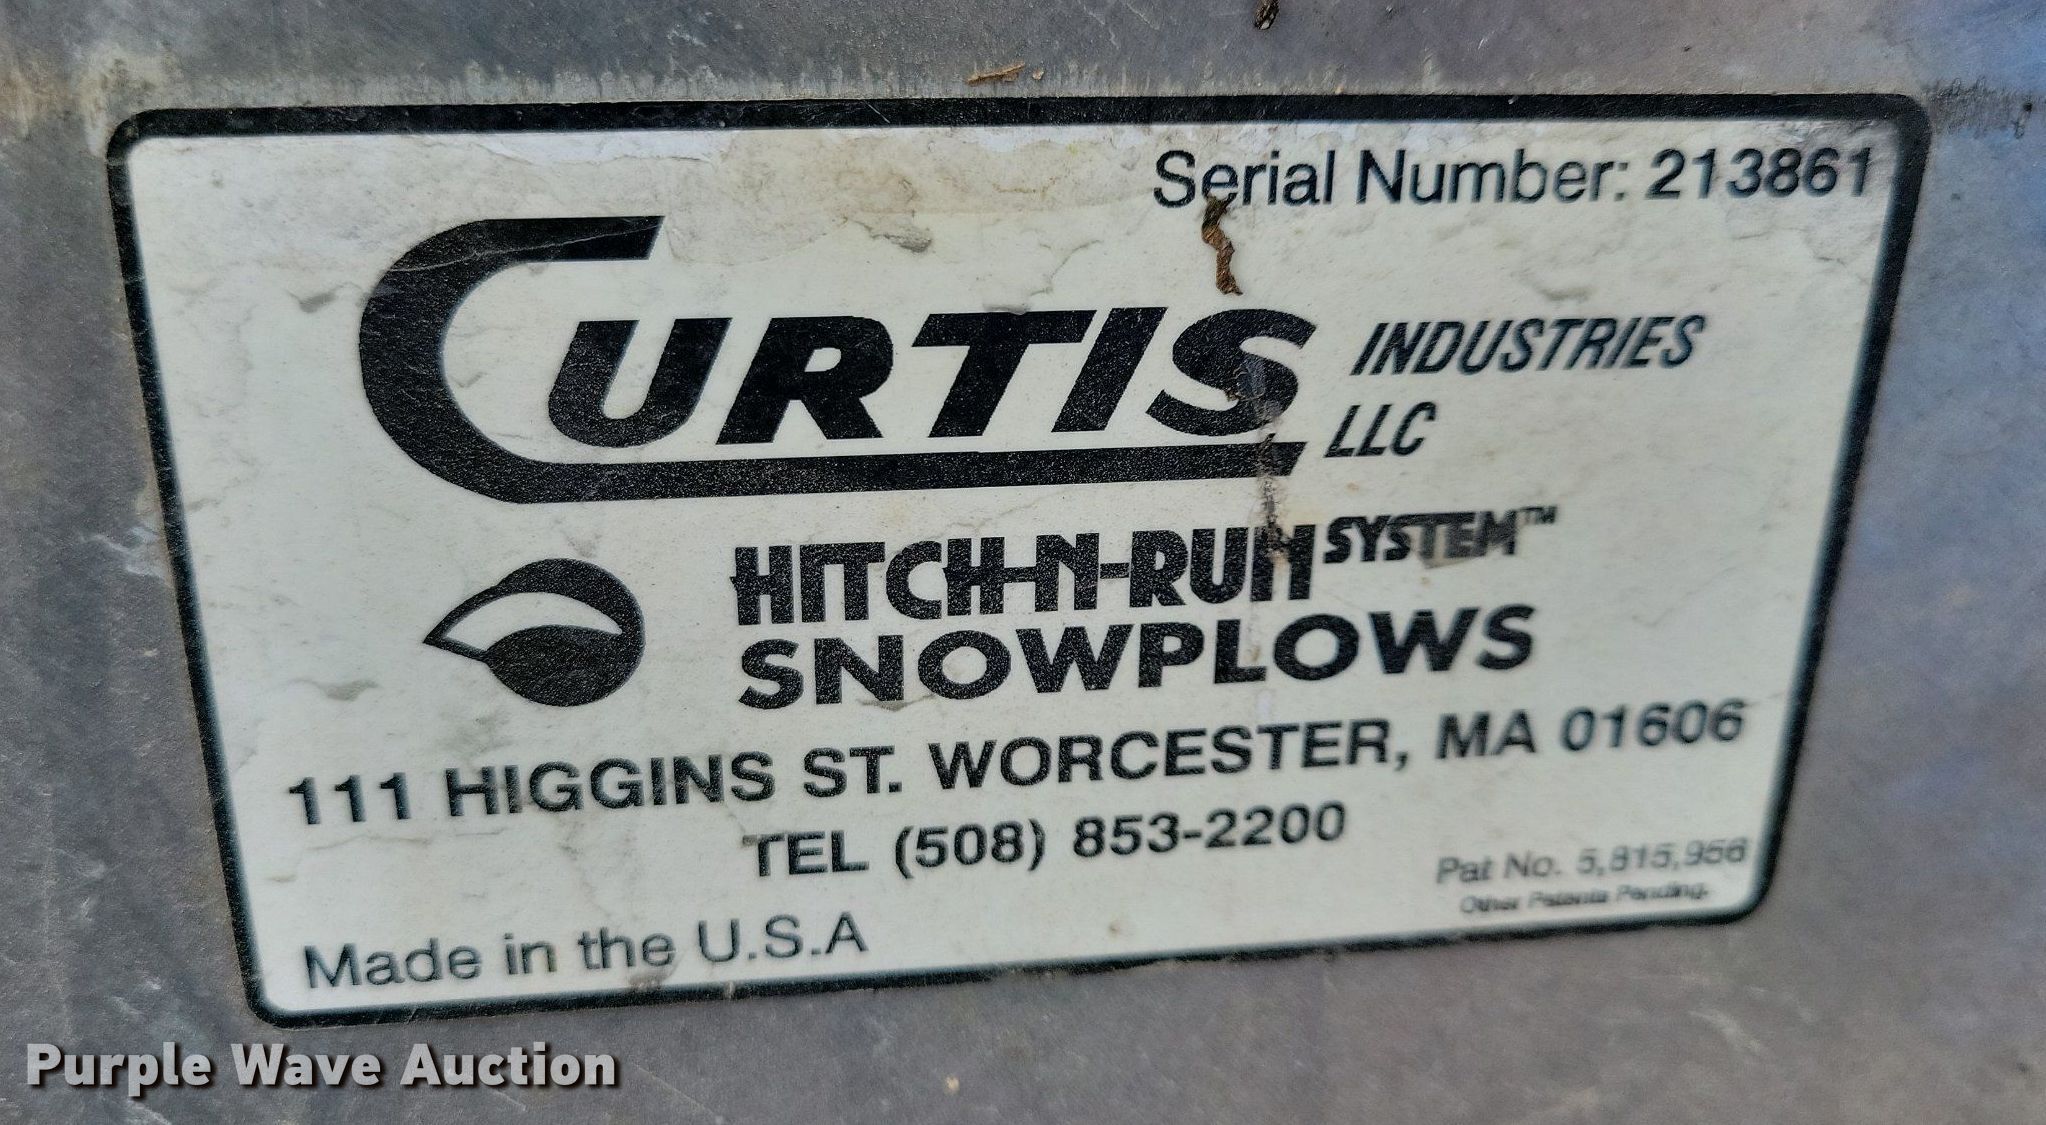 Serial Number: 213861
CURTIS INDUSTRIES
LLC
HITCH-N-RUN SYSTEM™
SNOWPLOWS
111 HIGGINS ST. WORCESTER, MA 01606
TEL (508) 853-2200
Pat No. 5,815,956
Other Patents Pending.
Made in the U.S.A
Purple Wave Auction